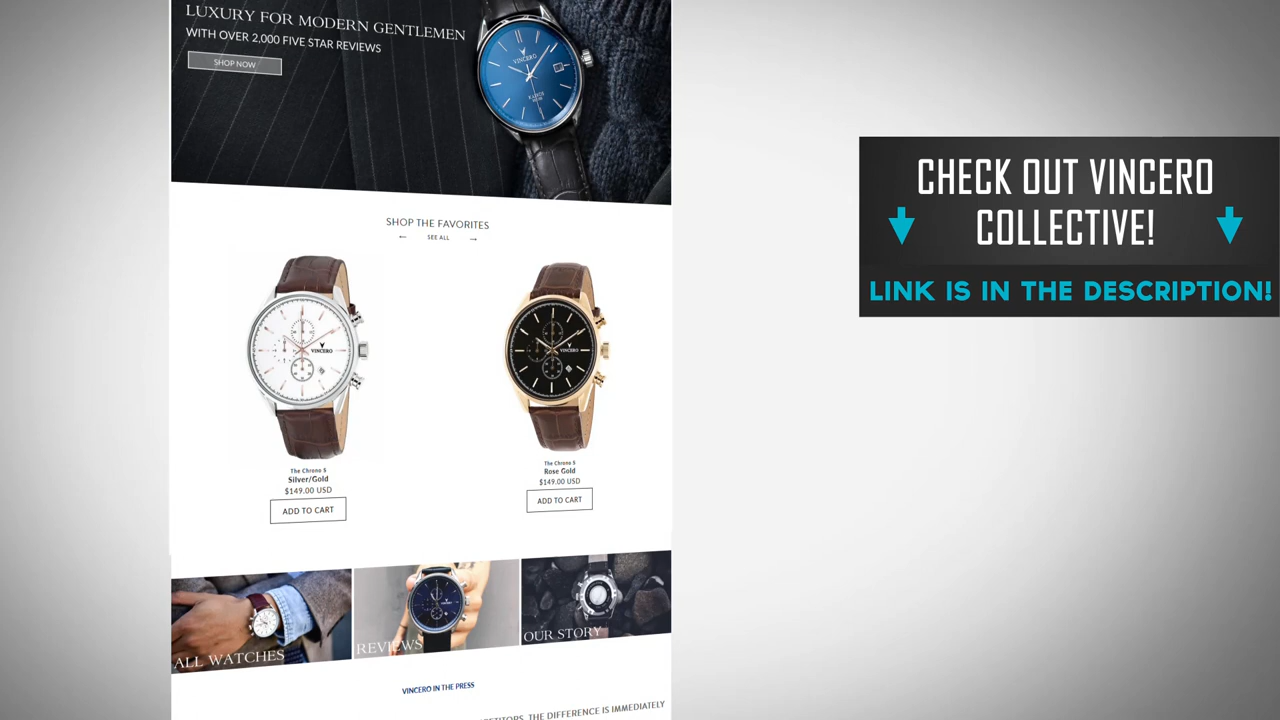 LUXURY FOR MODERN GENTLEMEN
WITH OVER 2,000 FIVE STAR REVIEWS
SHOP NOW
VINCERO
CHECK OUT VINCERO
COLLECTIVE!
LINK IS IN THE DESCRIPTION!
SHOP THE FAVORITES
← SEE ALL →
VINCERO
VINCERO
The Chrono S
Silver/Gold
$149.00 USD
ADD TO CART
The Chrono S
Rose Gold
$149.00 USD
ADD TO CART
ALL WATCHES
REVIEWS
OUR STORY
VINCERO IN THE PRESS
THE DIFFERENCE IS IMMEDIATELY